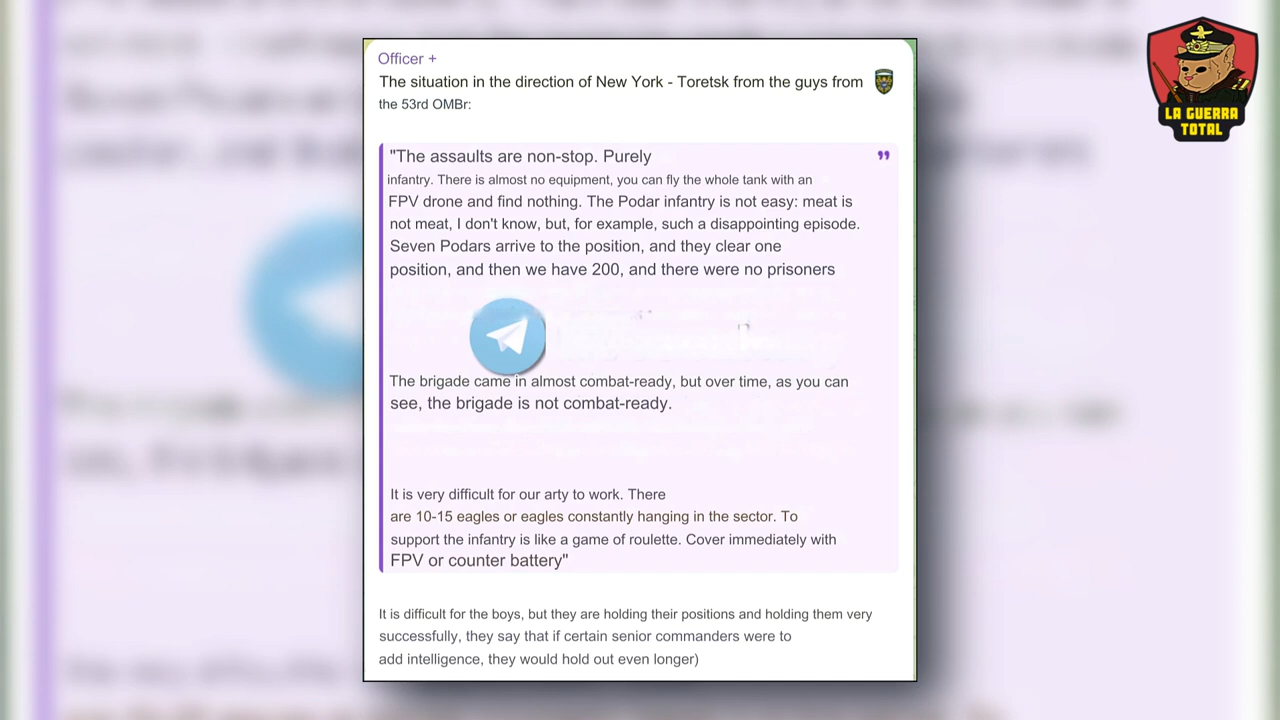 Officer +
The situation in the direction of New York - Toretsk from the guys from
the 53rd OMBr:
"The assaults are non-stop. Purely
infantry. There is almost no equipment, you can fly the whole tank with an
FPV drone and find nothing. The Podar infantry is not easy: meat is
not meat, I don't know, but, for example, such a disappointing episode.
Seven Podars arrive to the position, and they clear one
position, and then we have 200, and there were no prisoners
The brigade came in almost combat-ready, but over time, as you can
see, the brigade is not combat-ready.
It is very difficult for our arty to work. There
are 10-15 eagles or eagles constantly hanging in the sector. To
support the infantry is like a game of roulette. Cover immediately with
FPV or counter battery"
It is difficult for the boys, but they are holding their positions and holding them very
successfully, they say that if certain senior commanders were to
add intelligence, they would hold out even longer)
LA GUERRA
TOTAL